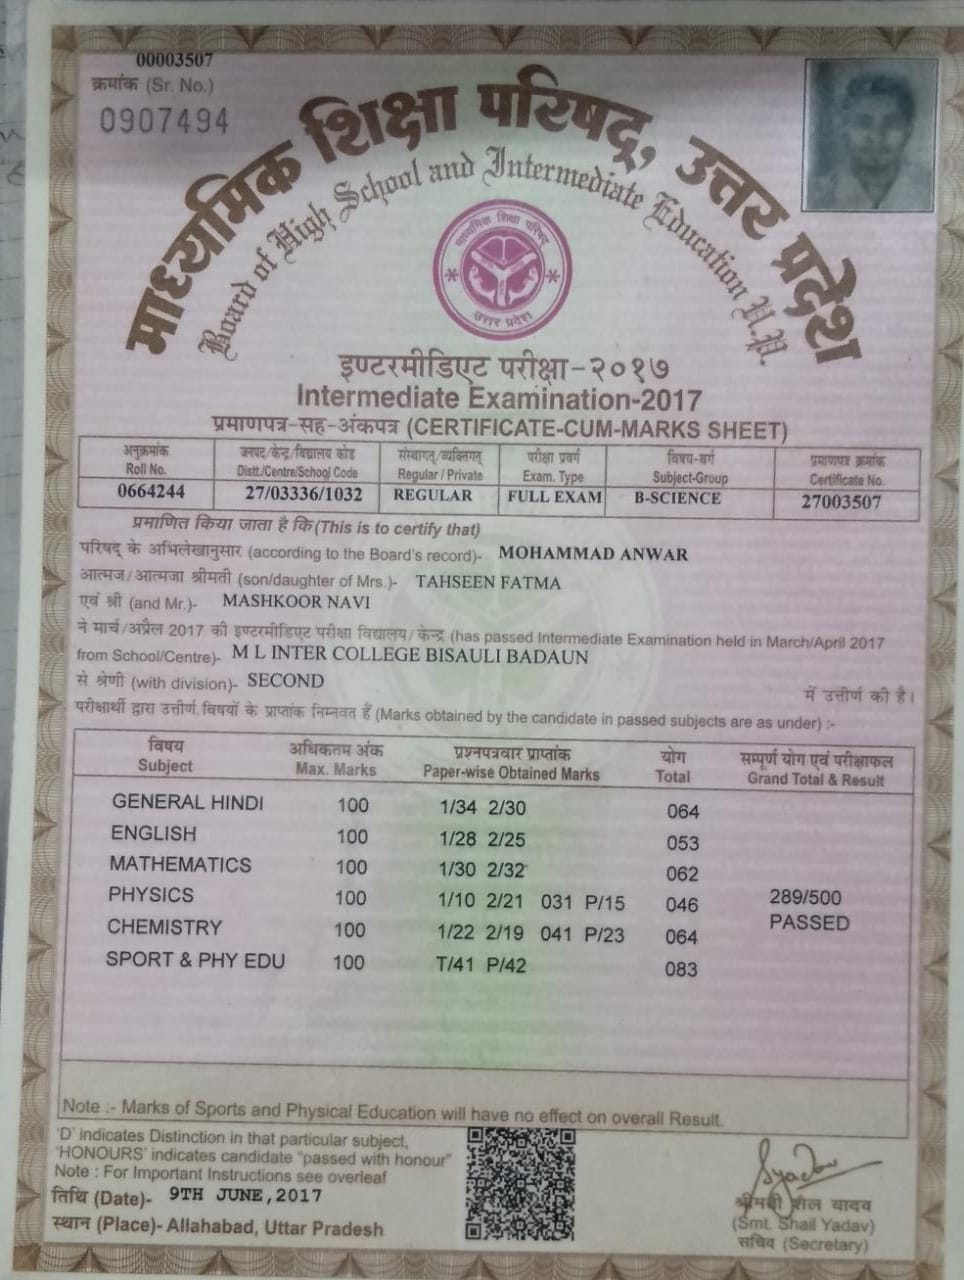 00003507
क्रमांक (Sr. No.)
0907494
माध्यमिक शिक्षा परिषद्, उत्तर प्रदेश
Board of High School and Intermediate Education U.P.
माध्यमिक शिक्षा परिषद्
उत्तर प्रदेश
इण्टरमीडिएट परीक्षा-२०१७
Intermediate Examination-2017
प्रमाणपत्र-सह-अंकपत्र (CERTIFICATE-CUM-MARKS SHEET)
अनुक्रमांक जनपद/केन्द्र/विद्यालय कोड संस्थागत/व्यक्तिगत परीक्षा प्रवर्ग विषय-वर्ग प्रमाणपत्र क्रमांक
Roll No. Distt./Centre/School Code Regular / Private Exam. Type Subject-Group Certificate No.
0664244 27/03336/1032 REGULAR FULL EXAM B-SCIENCE 27003507
प्रमाणित किया जाता है कि (This is to certify that)
परिषद् के अभिलेखानुसार (according to the Board's record)- MOHAMMAD ANWAR
आत्मज/आत्मजा श्रीमती (son/daughter of Mrs.)- TAHSEEN FATMA
एवं श्री (and Mr.)- MASHKOOR NAVI
ने मार्च/अप्रैल 2017 की इण्टरमीडिएट परीक्षा विद्यालय/केन्द्र (has passed Intermediate Examination held in March/April 2017
from School/Centre)- M L INTER COLLEGE BISAULI BADAUN
से श्रेणी (with division)- SECOND में उत्तीर्ण की है।
परीक्षार्थी द्वारा उत्तीर्ण विषयों के प्राप्तांक निम्नवत हैं (Marks obtained by the candidate in passed subjects are as under) :-
विषय अधिकतम अंक प्रश्नपत्रवार प्राप्तांक योग सम्पूर्ण योग एवं परीक्षाफल
Subject Max. Marks Paper-wise Obtained Marks Total Grand Total & Result
GENERAL HINDI 100 1/34 2/30 064
ENGLISH 100 1/28 2/25 053
MATHEMATICS 100 1/30 2/32 062
PHYSICS 100 1/10 2/21 031 P/15 046 289/500
CHEMISTRY 100 1/22 2/19 041 P/23 064 PASSED
SPORT & PHY EDU 100 T/41 P/42 083
Note :- Marks of Sports and Physical Education will have no effect on overall Result.
'D' indicates Distinction in that particular subject,
'HONOURS' indicates candidate "passed with honour"
Note : For Important Instructions see overleaf
तिथि (Date)- 9TH JUNE, 2017
स्थान (Place)- Allahabad, Uttar Pradesh
Syadav
श्रीमती शैल यादव
(Smt. Shail Yadav)
सचिव (Secretary)